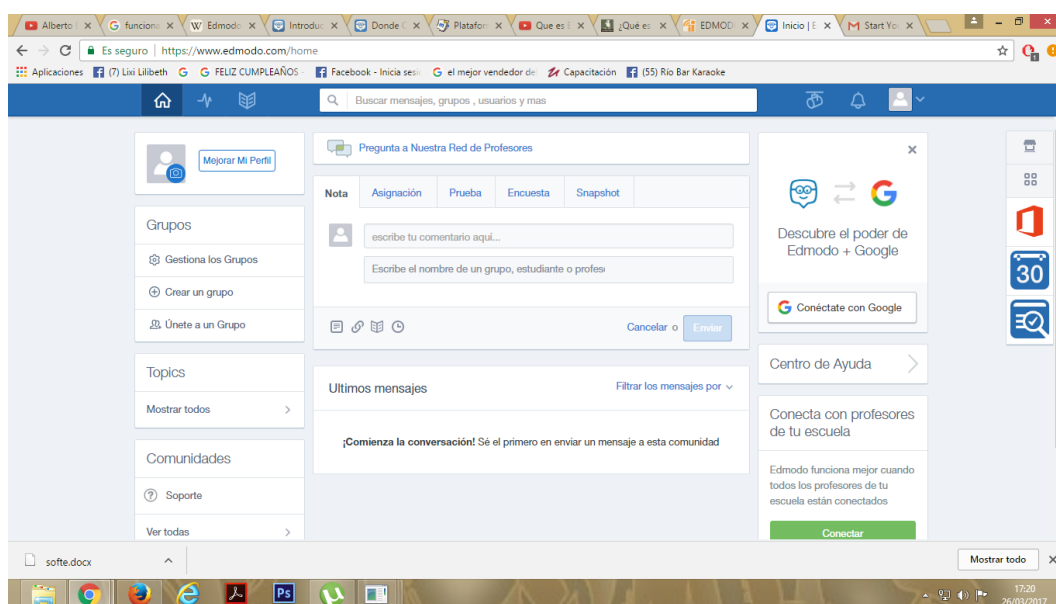 Alberto
funciona
Edmodo
Introduc
Donde C
Platafor
Que es
¿Qué es
EDMOD
Inicio | E
Start You
Es seguro | https://www.edmodo.com/home
Aplicaciones
(7) Lixi Lilibeth
G
FELIZ CUMPLEAÑOS -
Facebook - Inicia sesió
el mejor vendedor del
Capacitación
(55) Río Bar Karaoke
Buscar mensajes, grupos , usuarios y mas
Mejorar Mi Perfil
Grupos
Gestiona los Grupos
Crear un grupo
Únete a un Grupo
Topics
Mostrar todos
Comunidades
Soporte
Ver todas
Pregunta a Nuestra Red de Profesores
Nota Asignación Prueba Encuesta Snapshot
escribe tu comentario aquí...
Escribe el nombre de un grupo, estudiante o profeso
Cancelar o Enviar
Ultimos mensajes
Filtrar los mensajes por
¡Comienza la conversación! Sé el primero en enviar un mensaje a esta comunidad
Descubre el poder de
Edmodo + Google
Conéctate con Google
Centro de Ayuda
Conecta con profesores
de tu escuela
Edmodo funciona mejor cuando
todos los profesores de tu
escuela están conectados
Conectar
30
softe.docx
Mostrar todo
Ps
17:20
26/03/2017